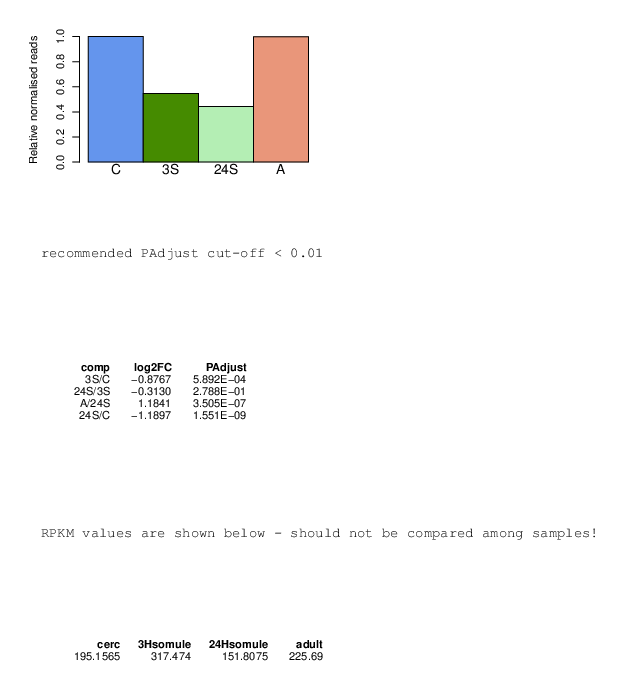 Relative normalised reads
1.0
0.8
0.6
0.4
0.2
0.0
C 3S 24S A
recommended PAdjust cut-off < 0.01
comp log2FC PAdjust
3S/C −0.8767 5.892E−04
24S/3S −0.3130 2.788E−01
A/24S 1.1841 3.505E−07
24S/C −1.1897 1.551E−09
RPKM values are shown below - should not be compared among samples!
cerc 3Hsomule 24Hsomule adult
195.1565 317.474 151.8075 225.69